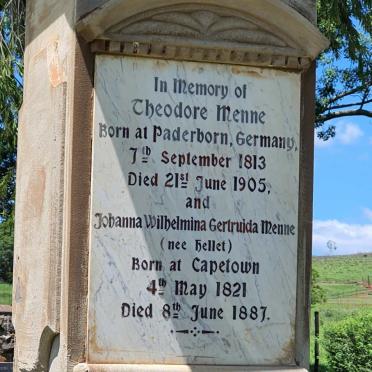 In Memory of
Theodore Menne
Born at Paderborn, Germany,
7th September 1813
Died 21st June 1905.
and
Johanna Wilhelmina Gertruida Menne
(nee Hellet)
Born at Capetown
4th May 1821
Died 8th June 1887.